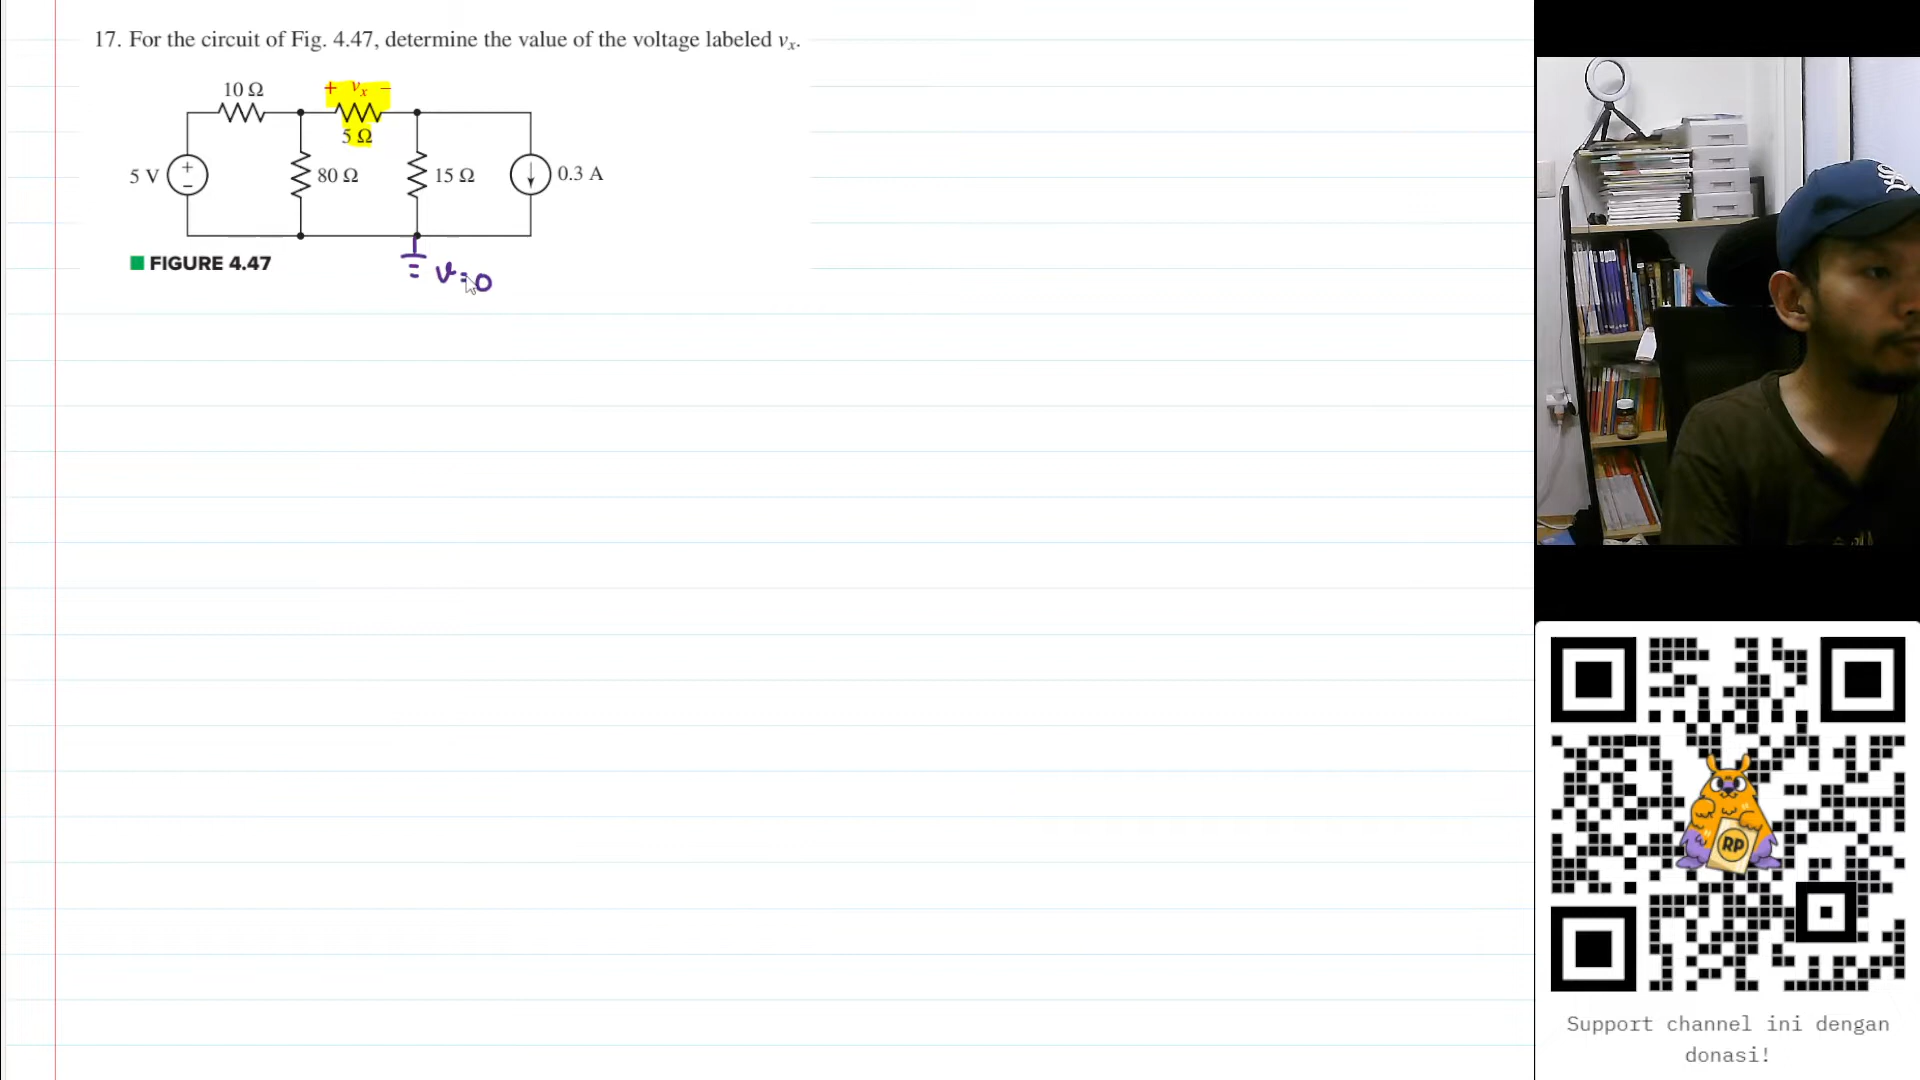 17. For the circuit of Fig. 4.47, determine the value of the voltage labeled vₓ.
10 Ω
+ vₓ −
5 Ω
5 V
+
−
80 Ω
15 Ω
0.3 A
FIGURE 4.47
v=0
RP
Support channel ini dengan
donasi!